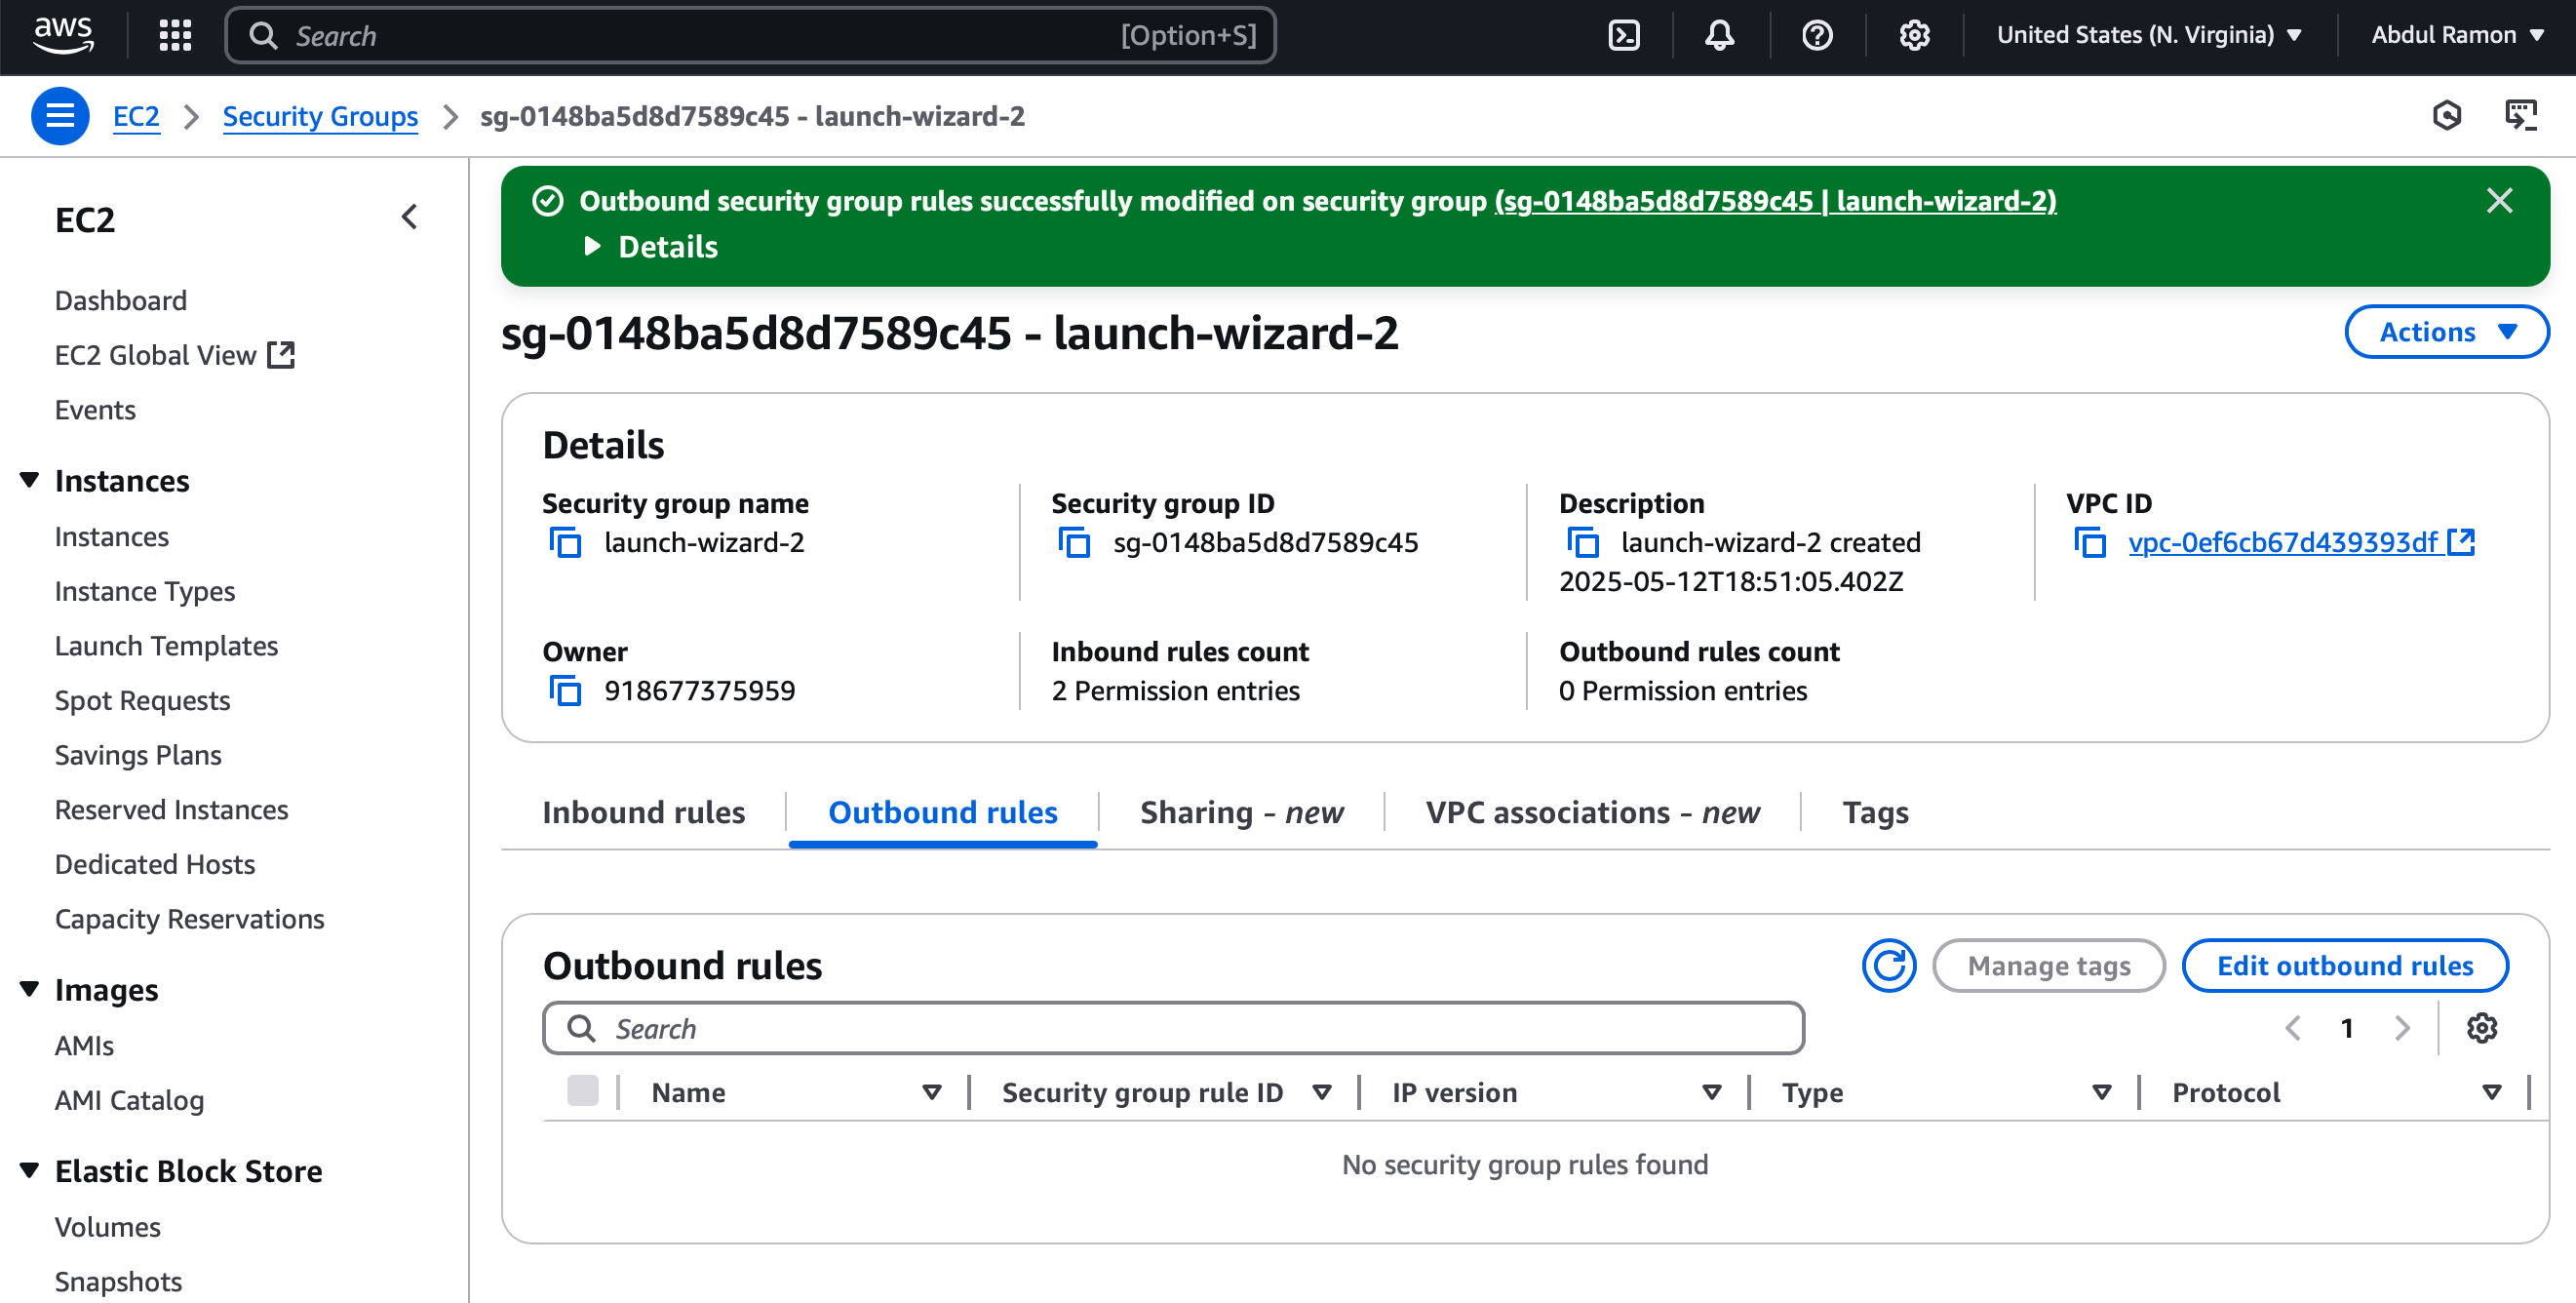 aws
Search [Option+S]
United States (N. Virginia)
Abdul Ramon
EC2
Security Groups
sg-0148ba5d8d7589c45 - launch-wizard-2
EC2
Dashboard
EC2 Global View
Events
Instances
Instances
Instance Types
Launch Templates
Spot Requests
Savings Plans
Reserved Instances
Dedicated Hosts
Capacity Reservations
Images
AMIs
AMI Catalog
Elastic Block Store
Volumes
Snapshots
Outbound security group rules successfully modified on security group (sg-0148ba5d8d7589c45 | launch-wizard-2)
Details
sg-0148ba5d8d7589c45 - launch-wizard-2
Actions
Details
Security group name
launch-wizard-2
Security group ID
sg-0148ba5d8d7589c45
Description
launch-wizard-2 created
2025-05-12T18:51:05.402Z
VPC ID
vpc-0ef6cb67d439393df
Owner
918677375959
Inbound rules count
2 Permission entries
Outbound rules count
0 Permission entries
Inbound rules
Outbound rules
Sharing - new
VPC associations - new
Tags
Outbound rules
Manage tags
Edit outbound rules
Search
1
Name
Security group rule ID
IP version
Type
Protocol
No security group rules found